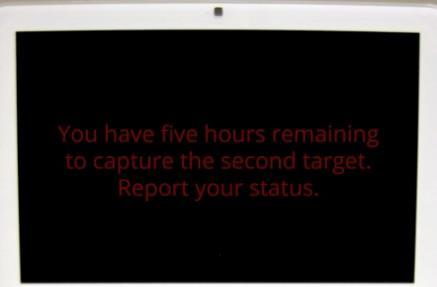 You have five hours remaining
to capture the second target.
Report your status.